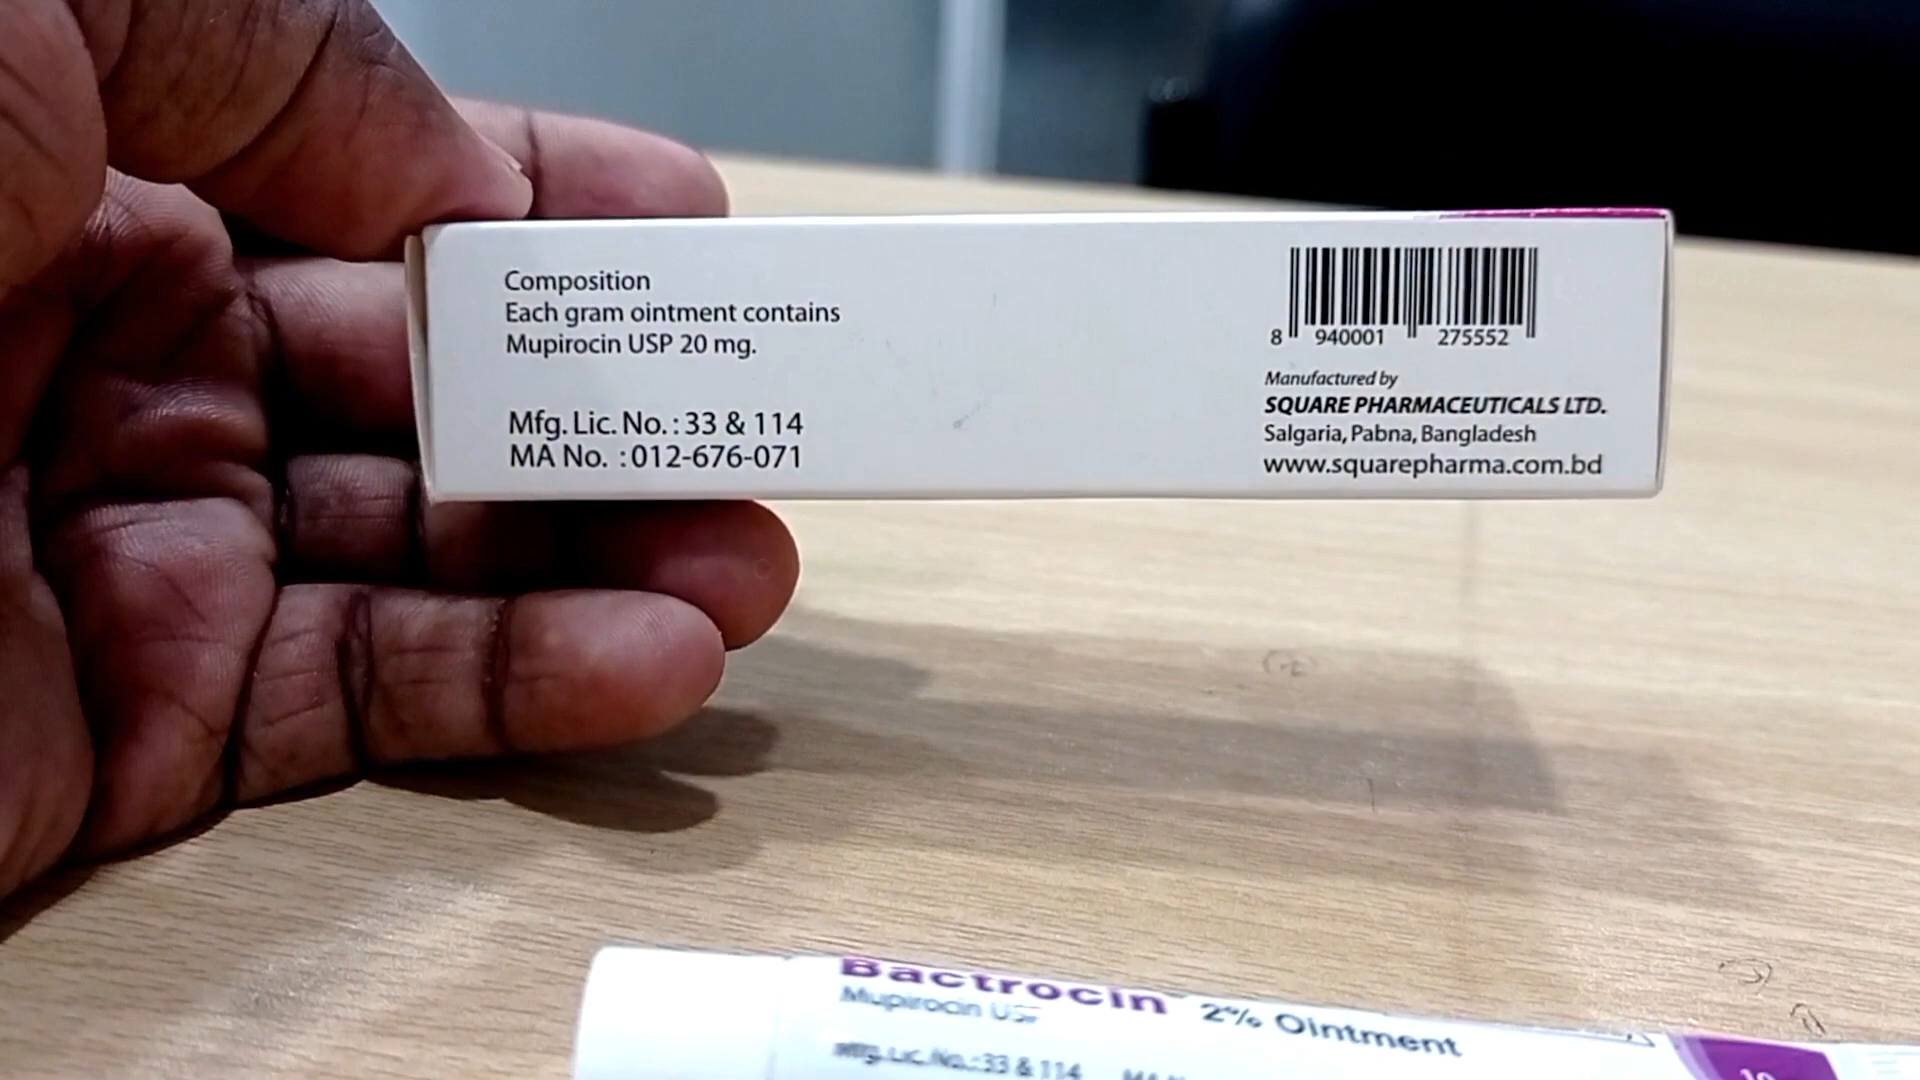 Composition
Each gram ointment contains
Mupirocin USP 20 mg.
Mfg. Lic. No. : 33 & 114
MA No. : 012-676-071
8 940001 275552
Manufactured by
SQUARE PHARMACEUTICALS LTD.
Salgaria, Pabna, Bangladesh
www.squarepharma.com.bd
Bactrocin 2% Ointment
Mupirocin USP
Mfg. Lic. No.: 33 & 114
10